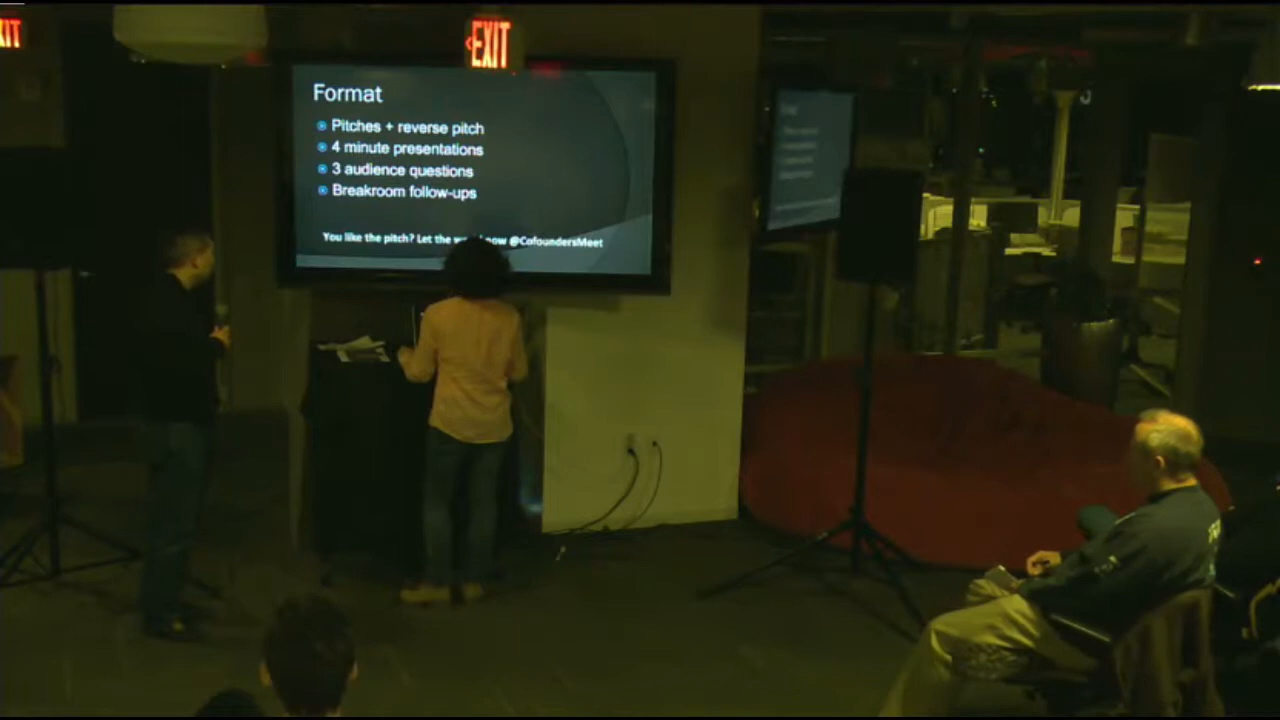 EXIT
Format
Pitches + reverse pitch
4 minute presentations
3 audience questions
Breakroom follow-ups
You like the pitch? Let the now @CofoundersMeet